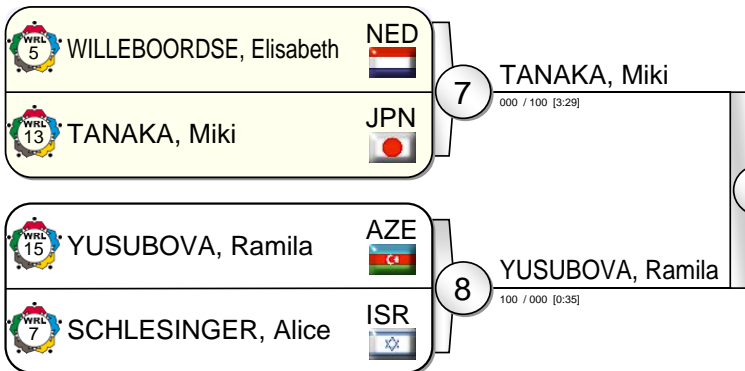 WRL 5 WILLEBOORDSE, Elisabeth NED
7 TANAKA, Miki
000 / 100 [3:29]
WRL 13 TANAKA, Miki JPN
WRL 15 YUSUBOVA, Ramila AZE
8 YUSUBOVA, Ramila
100 / 000 [0:35]
WRL 7 SCHLESINGER, Alice ISR